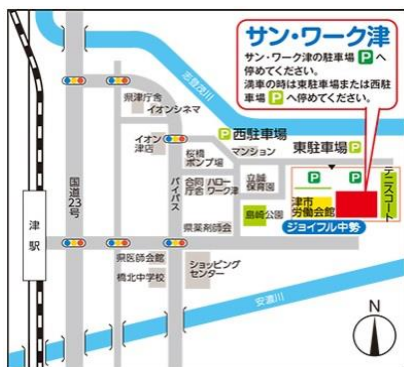 サン・ワーク津
サン・ワーク津の駐車場 P へ
停めてください。
満車の時は東駐車場または西駐
車場 P へ停めてください。
志登茂川
県津庁舎
イオンシネマ
イオン
津店
桜橋
ポンプ場
P 西駐車場
マンション
東駐車場 P
国道23号
バイパス
合同
庁舎
ハロー
ワーク津
立誠
保育園
P
P
テニスコート
津市
労働会館
島崎公園
県薬剤師会
ジョイフル中勢
津駅
県医師会館
橋北中学校
ショッピング
センター
安濃川
N